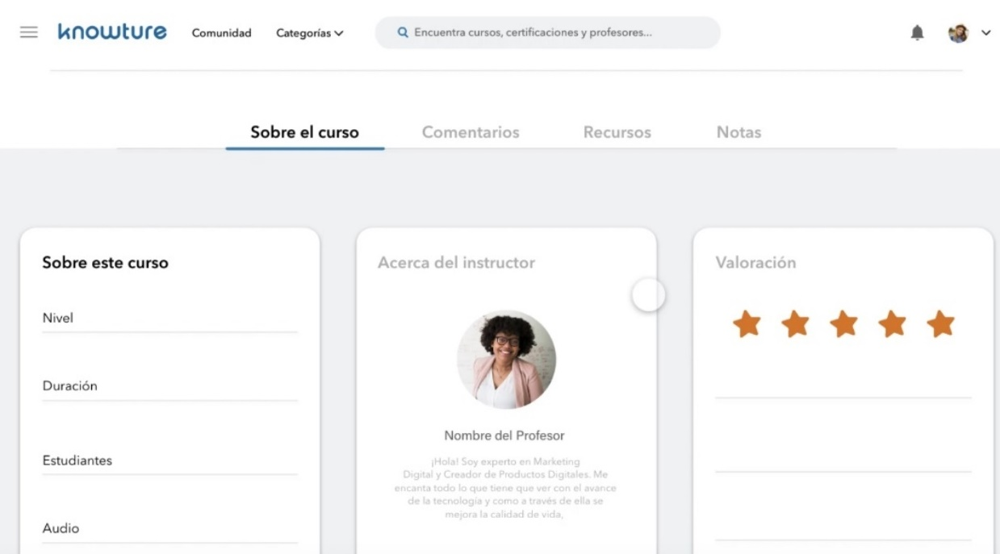 knowture
Comunidad
Categorías
Encuentra cursos, certificaciones y profesores...
Sobre el curso
Comentarios
Recursos
Notas
Sobre este curso
Nivel
Duración
Estudiantes
Audio
Acerca del instructor
Nombre del Profesor
¡Hola! Soy experto en Marketing
Digital y Creador de Productos Digitales. Me
encanta todo lo que tiene que ver con el avance
de la tecnología y como a través de ella se
mejora la calidad de vida,
Valoración